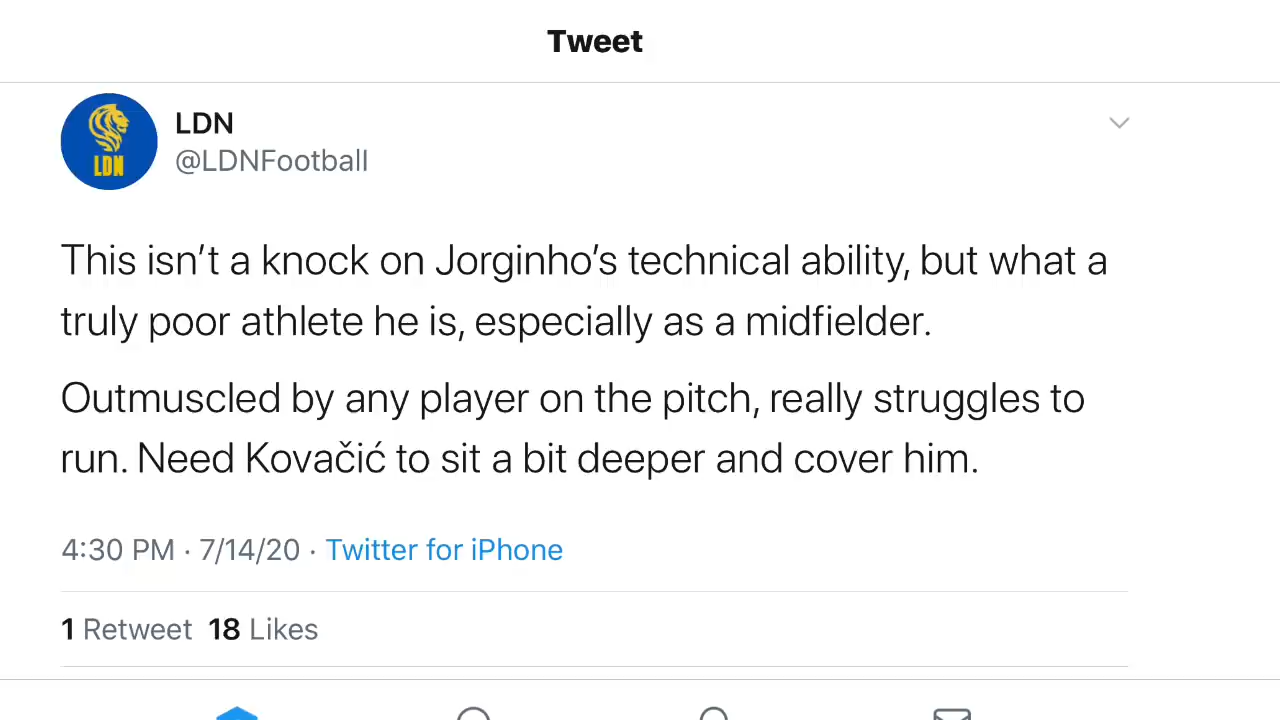 Tweet
LDN
LDN
@LDNFootball
This isn’t a knock on Jorginho’s technical ability, but what a
truly poor athlete he is, especially as a midfielder.
Outmuscled by any player on the pitch, really struggles to
run. Need Kovačić to sit a bit deeper and cover him.
4:30 PM · 7/14/20 · Twitter for iPhone
1 Retweet 18 Likes